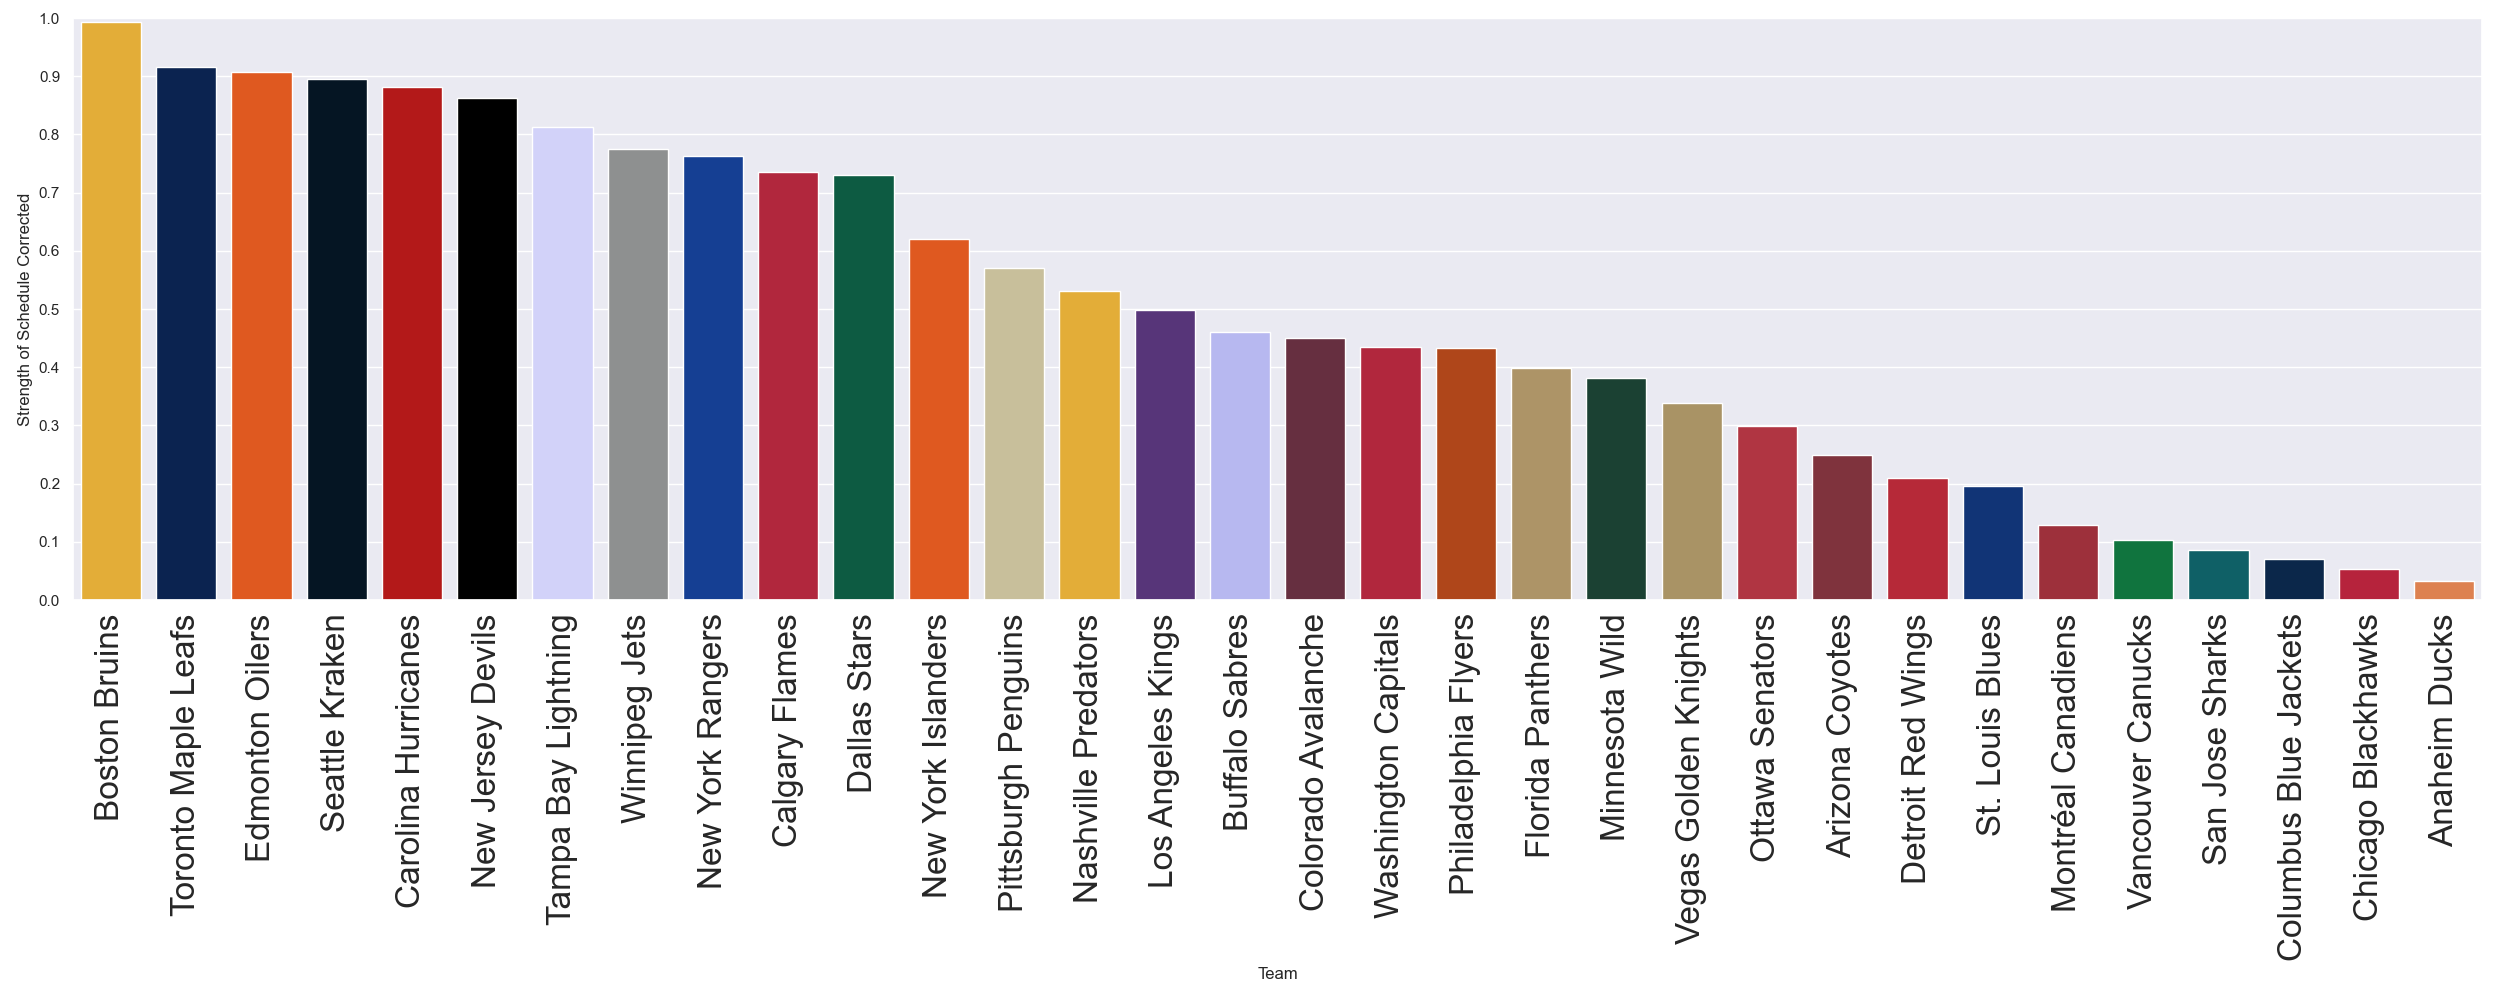 1.0
0.9
0.8
0.7
0.6
0.5
0.4
0.3
0.2
0.1
0.0
Strength of Schedule Corrected
Boston Bruins
Toronto Maple Leafs
Edmonton Oilers
Seattle Kraken
Carolina Hurricanes
New Jersey Devils
Tampa Bay Lightning
Winnipeg Jets
New York Rangers
Calgary Flames
Dallas Stars
New York Islanders
Pittsburgh Penguins
Nashville Predators
Los Angeles Kings
Buffalo Sabres
Colorado Avalanche
Washington Capitals
Philadelphia Flyers
Florida Panthers
Minnesota Wild
Vegas Golden Knights
Ottawa Senators
Arizona Coyotes
Detroit Red Wings
St. Louis Blues
Montréal Canadiens
Vancouver Canucks
San Jose Sharks
Columbus Blue Jackets
Chicago Blackhawks
Anaheim Ducks
Team